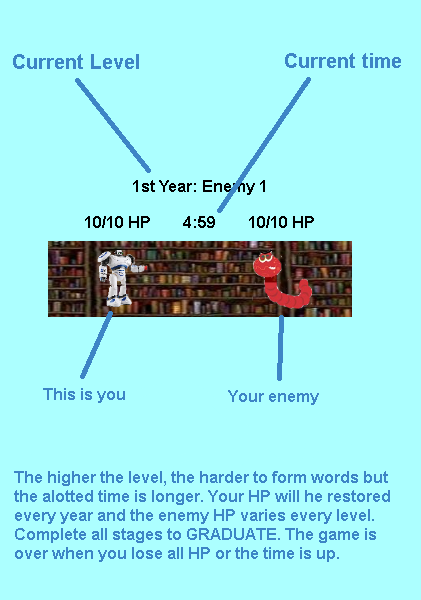 Current Level
Current time
1st Year: Enemy 1
10/10 HP 4:59 10/10 HP
This is you
Your enemy
The higher the level, the harder to form words but
the alotted time is longer. Your HP will he restored
every year and the enemy HP varies every level.
Complete all stages to GRADUATE. The game is
over when you lose all HP or the time is up.